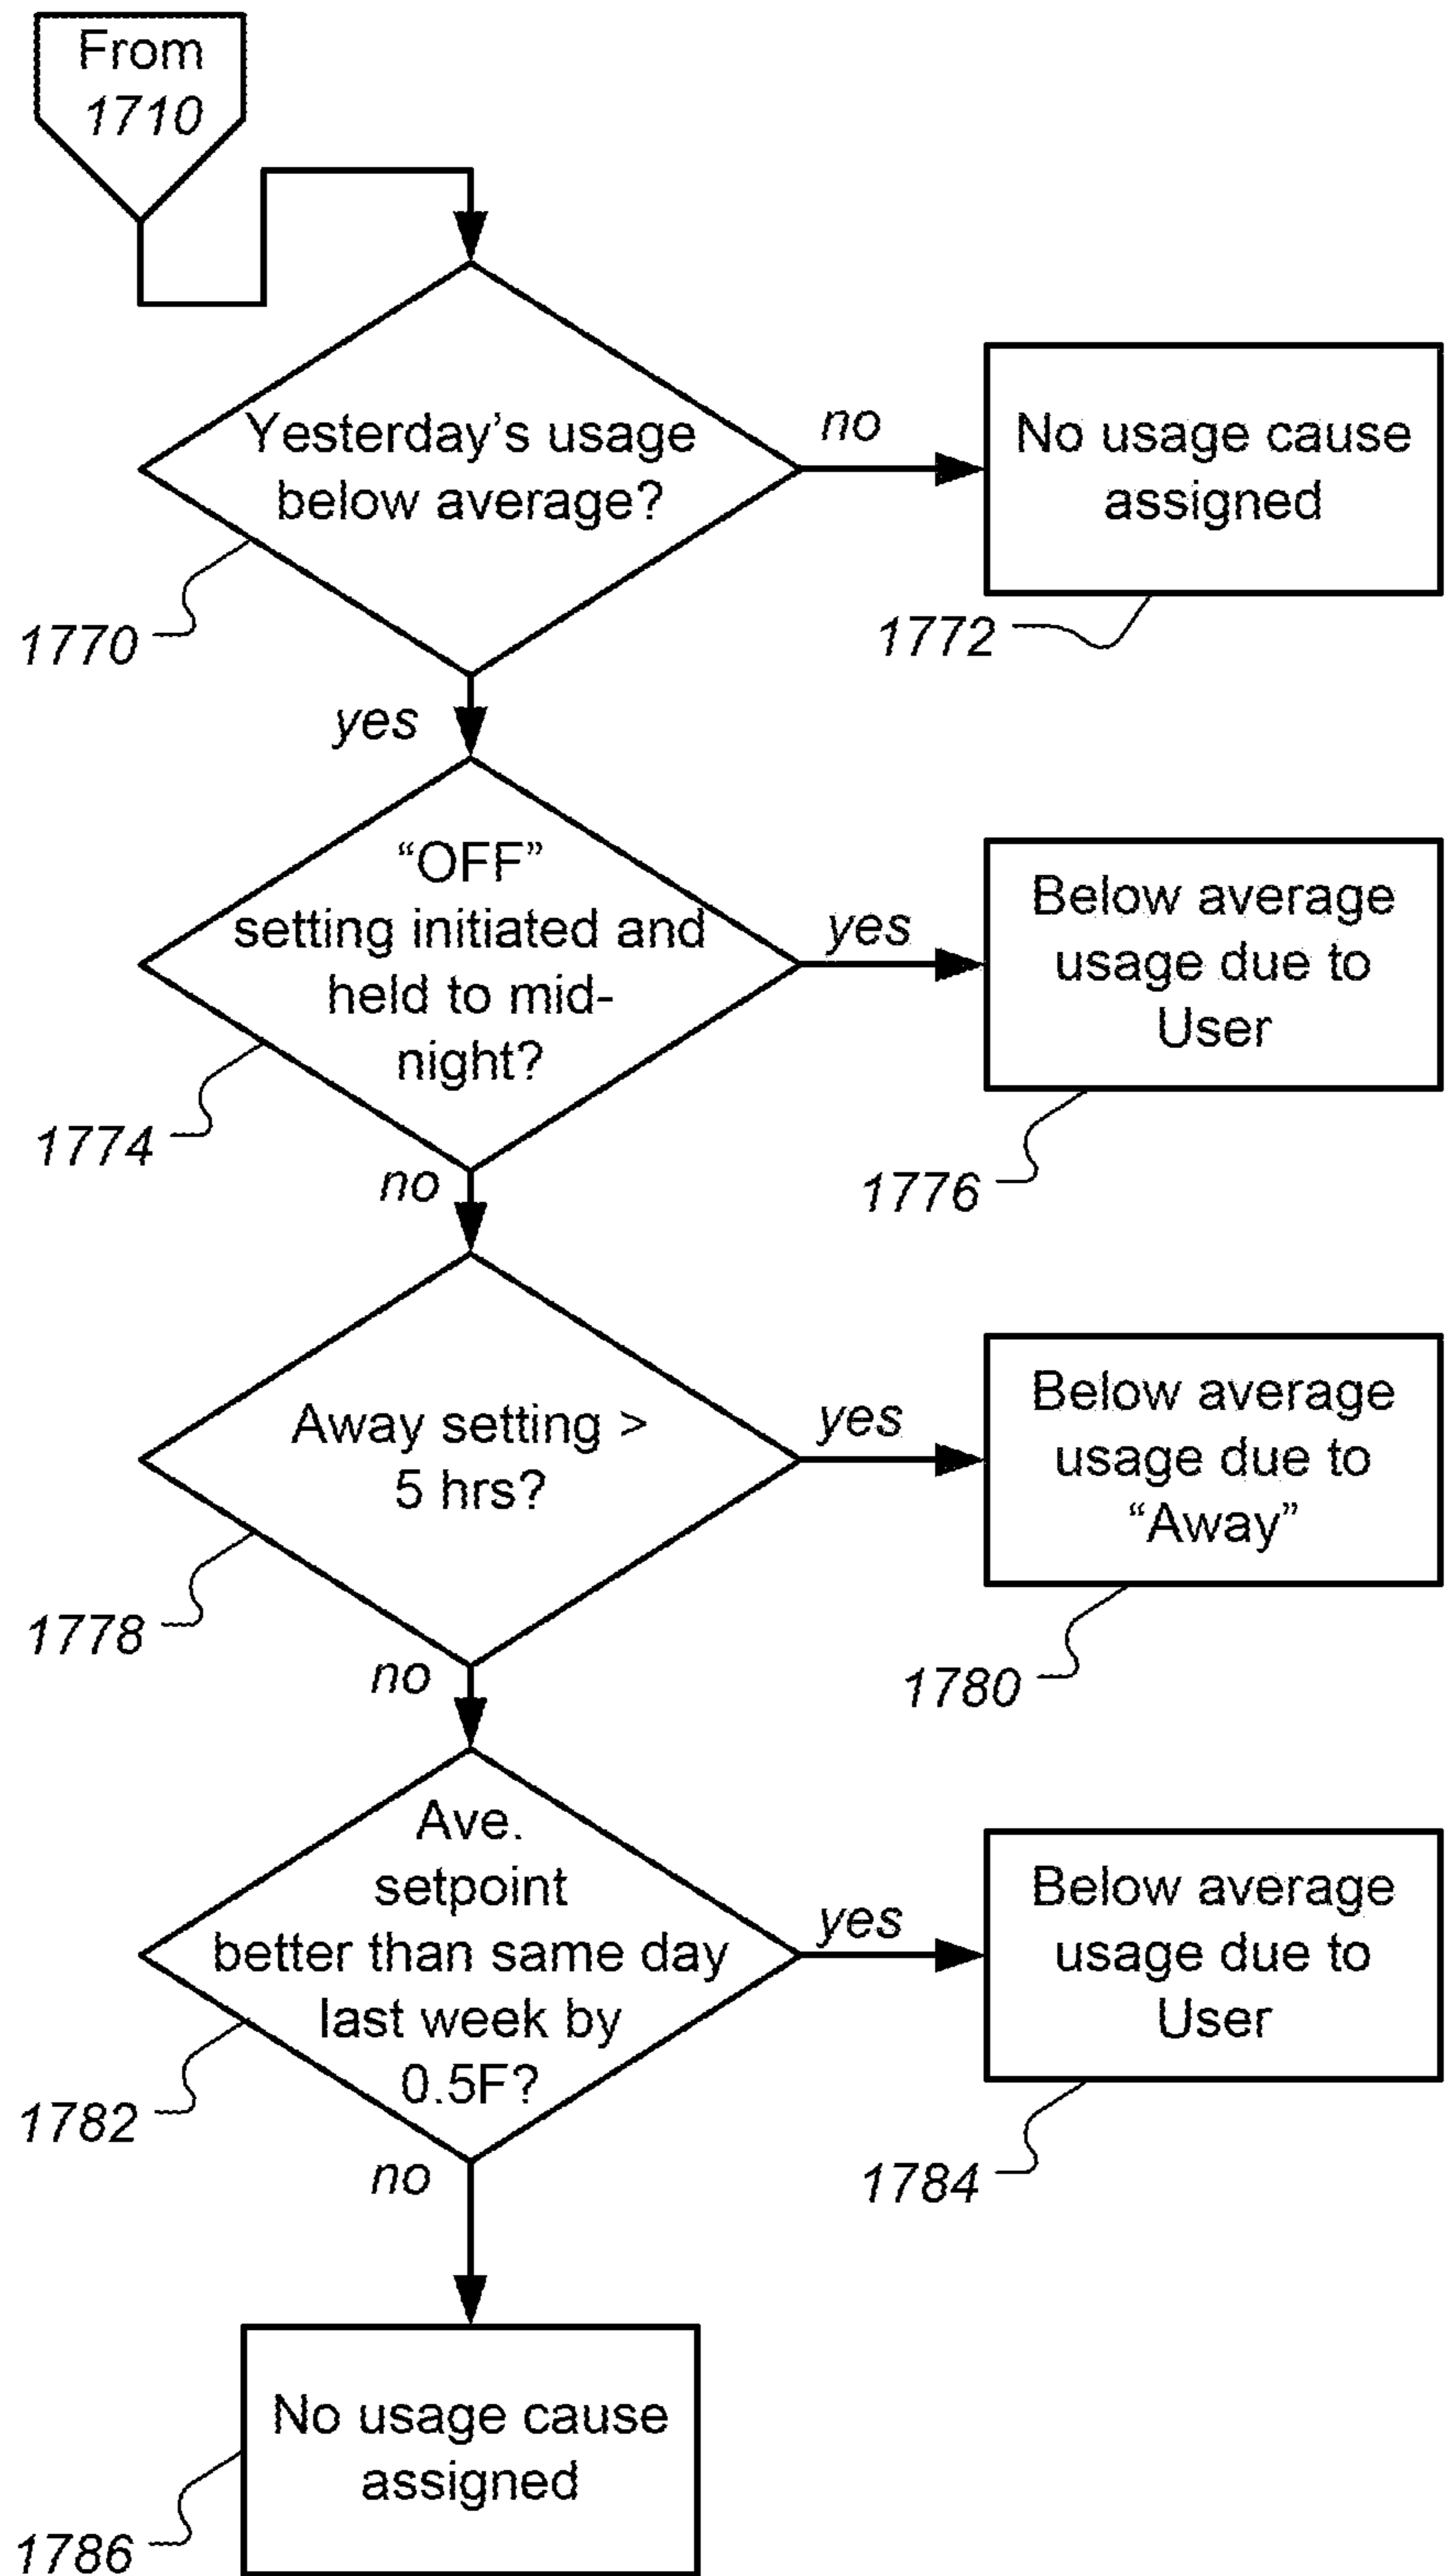 From
1710
Yesterday's usage
below average?
no
No usage cause
assigned
1770
1772
yes
“OFF”
setting initiated and
held to mid-
night?
yes
Below average
usage due to
User
1774
1776
no
Away setting >
5 hrs?
yes
Below average
usage due to
“Away”
1778
1780
no
Ave.
setpoint
better than same day
last week by
0.5F?
yes
Below average
usage due to
User
1782
1784
no
No usage cause
assigned
1786